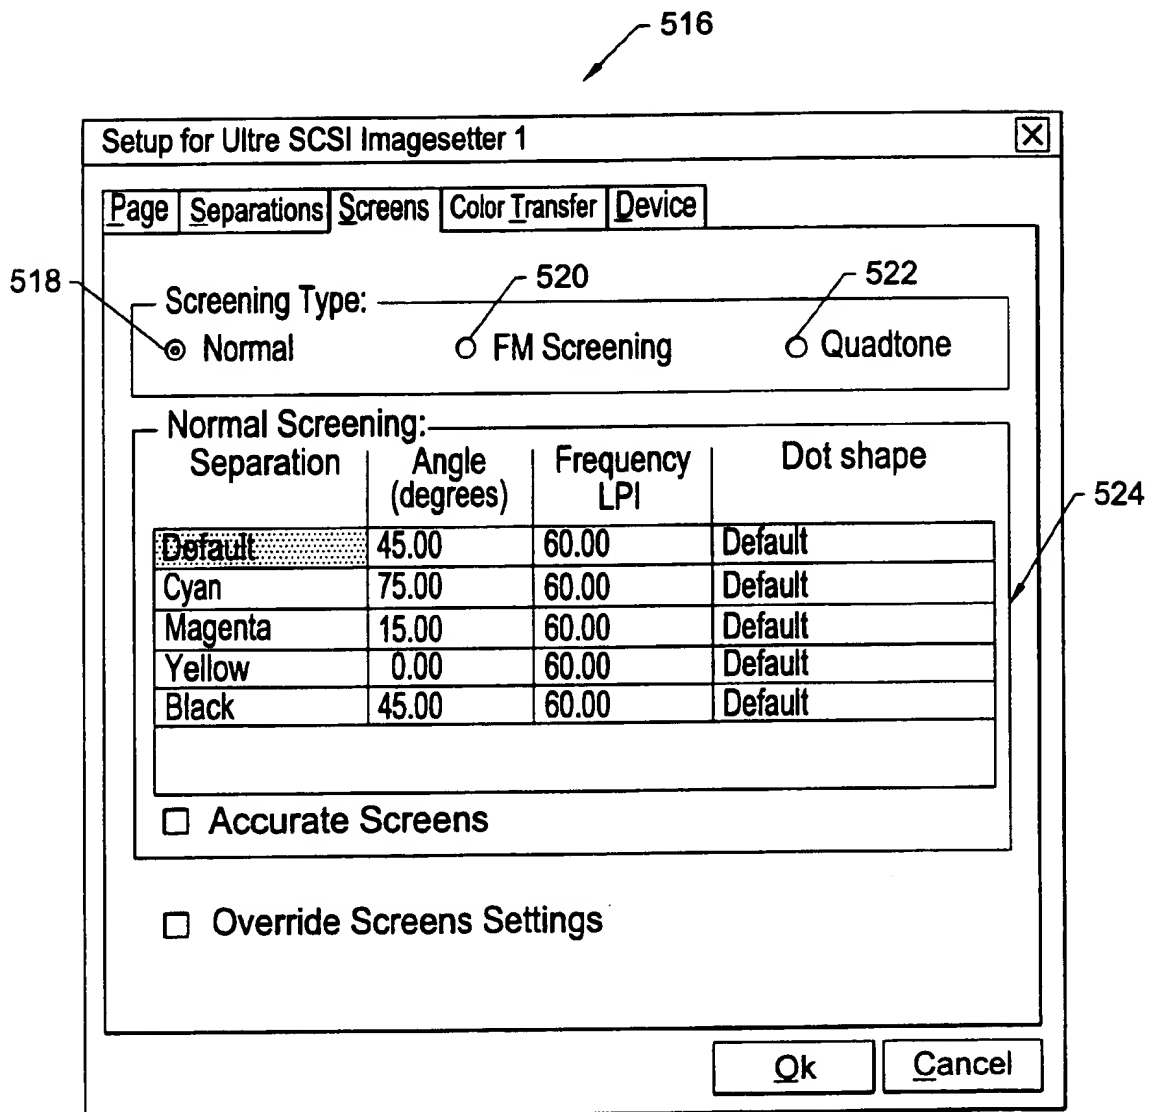 516
Setup for Ultre SCSI Imagesetter 1
Page Separations Screens Color Transfer Device
518 520 522
Screening Type:
Normal FM Screening Quadtone
Normal Screening:
Separation Angle (degrees) Frequency LPI Dot shape
524
Default 45.00 60.00 Default
Cyan 75.00 60.00 Default
Magenta 15.00 60.00 Default
Yellow 0.00 60.00 Default
Black 45.00 60.00 Default
Accurate Screens
Override Screens Settings
Ok Cancel